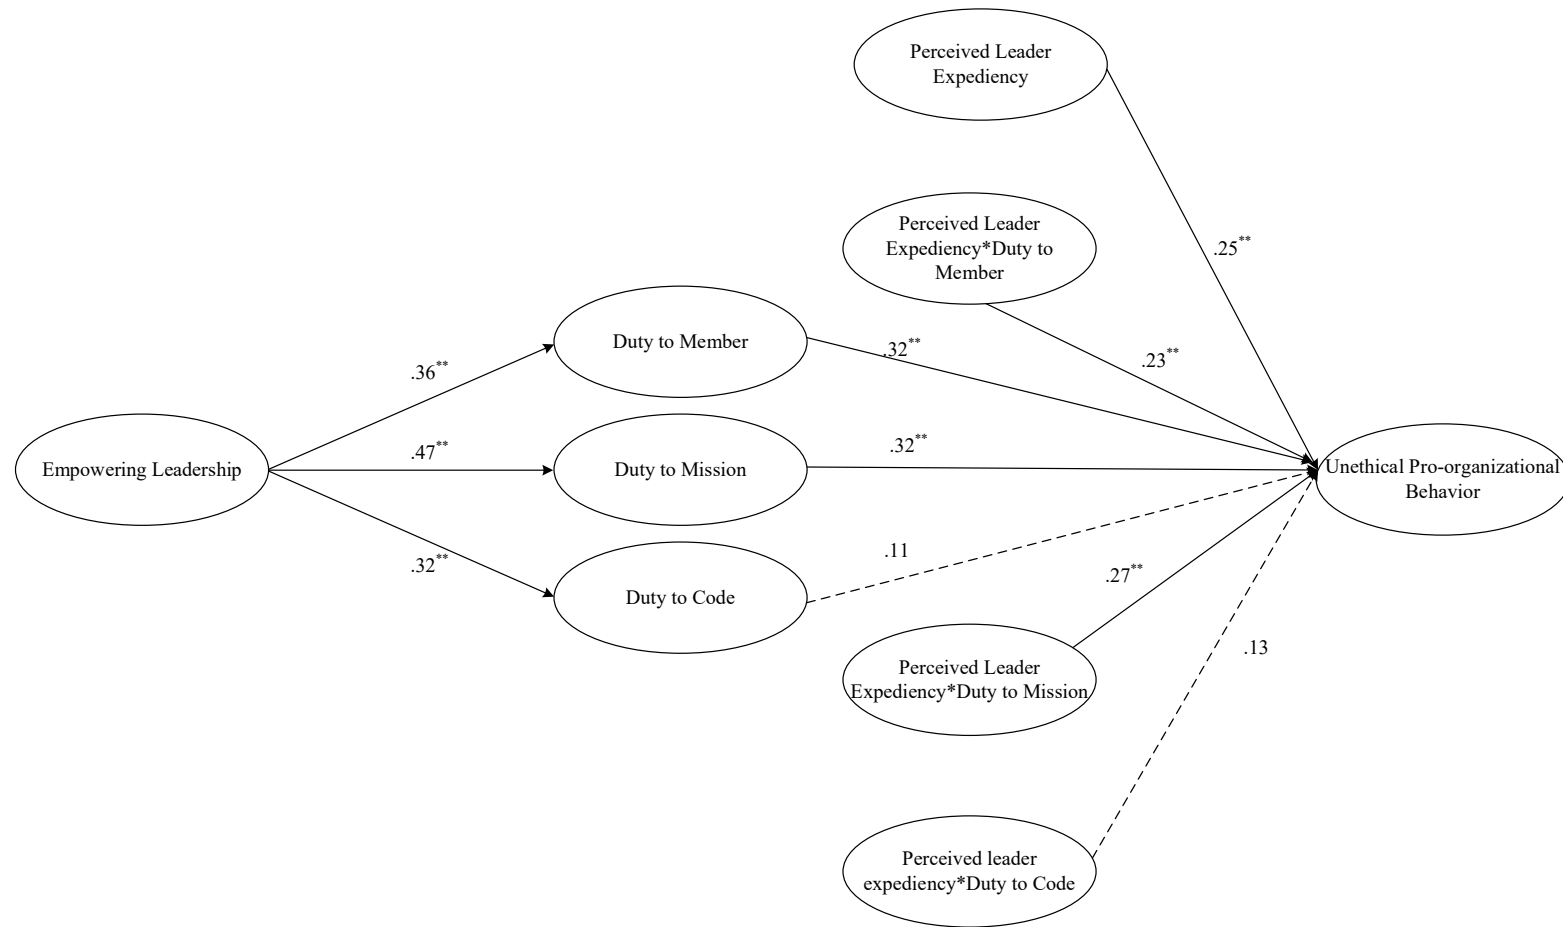 Perceived Leader
Expediency
.25**
Perceived Leader
Expediency*Duty to
Member
.23**
Duty to Member
.32**
.36**
Empowering Leadership
.47**
Duty to Mission
.32**
Unethical Pro-organizational
Behavior
.32**
Duty to Code
.11
.27**
Perceived Leader
Expediency*Duty to Mission
.13
Perceived leader
expediency*Duty to Code